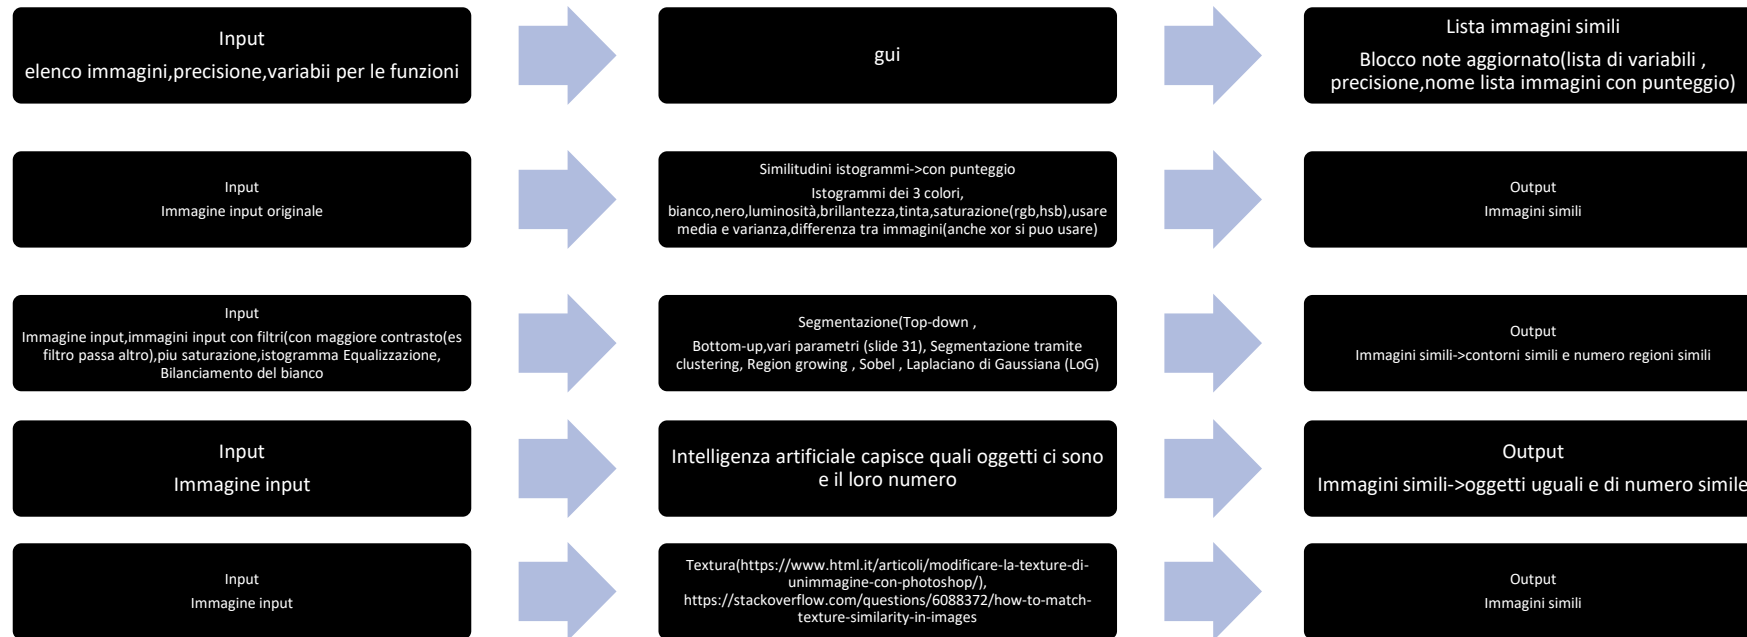 Input
elenco immagini,precisione,variabii per le funzioni
gui
Lista immagini simili
Blocco note aggiornato(lista di variabili ,
precisione,nome lista immagini con punteggio)
Input
Immagine input originale
Similitudini istogrammi->con punteggio
Istogrammi dei 3 colori,
bianco,nero,luminosità,brillantezza,tinta,saturazione(rgb,hsb),usare
media e varianza,differenza tra immagini(anche xor si puo usare)
Output
Immagini simili
Input
Immagine input,immagini input con filtri(con maggiore contrasto(es
filtro passa altro),piu saturazione,istogramma Equalizzazione,
Bilanciamento del bianco
Segmentazione(Top-down ,
Bottom-up,vari parametri (slide 31), Segmentazione tramite
clustering, Region growing , Sobel , Laplaciano di Gaussiana (LoG)
Output
Immagini simili->contorni simili e numero regioni simili
Input
Immagine input
Intelligenza artificiale capisce quali oggetti ci sono
e il loro numero
Output
Immagini simili->oggetti uguali e di numero simile
Input
Immagine input
Textura(https://www.html.it/articoli/modificare-la-texture-di-
unimmagine-con-photoshop/),
https://stackoverflow.com/questions/6088372/how-to-match-
texture-similarity-in-images
Output
Immagini simili